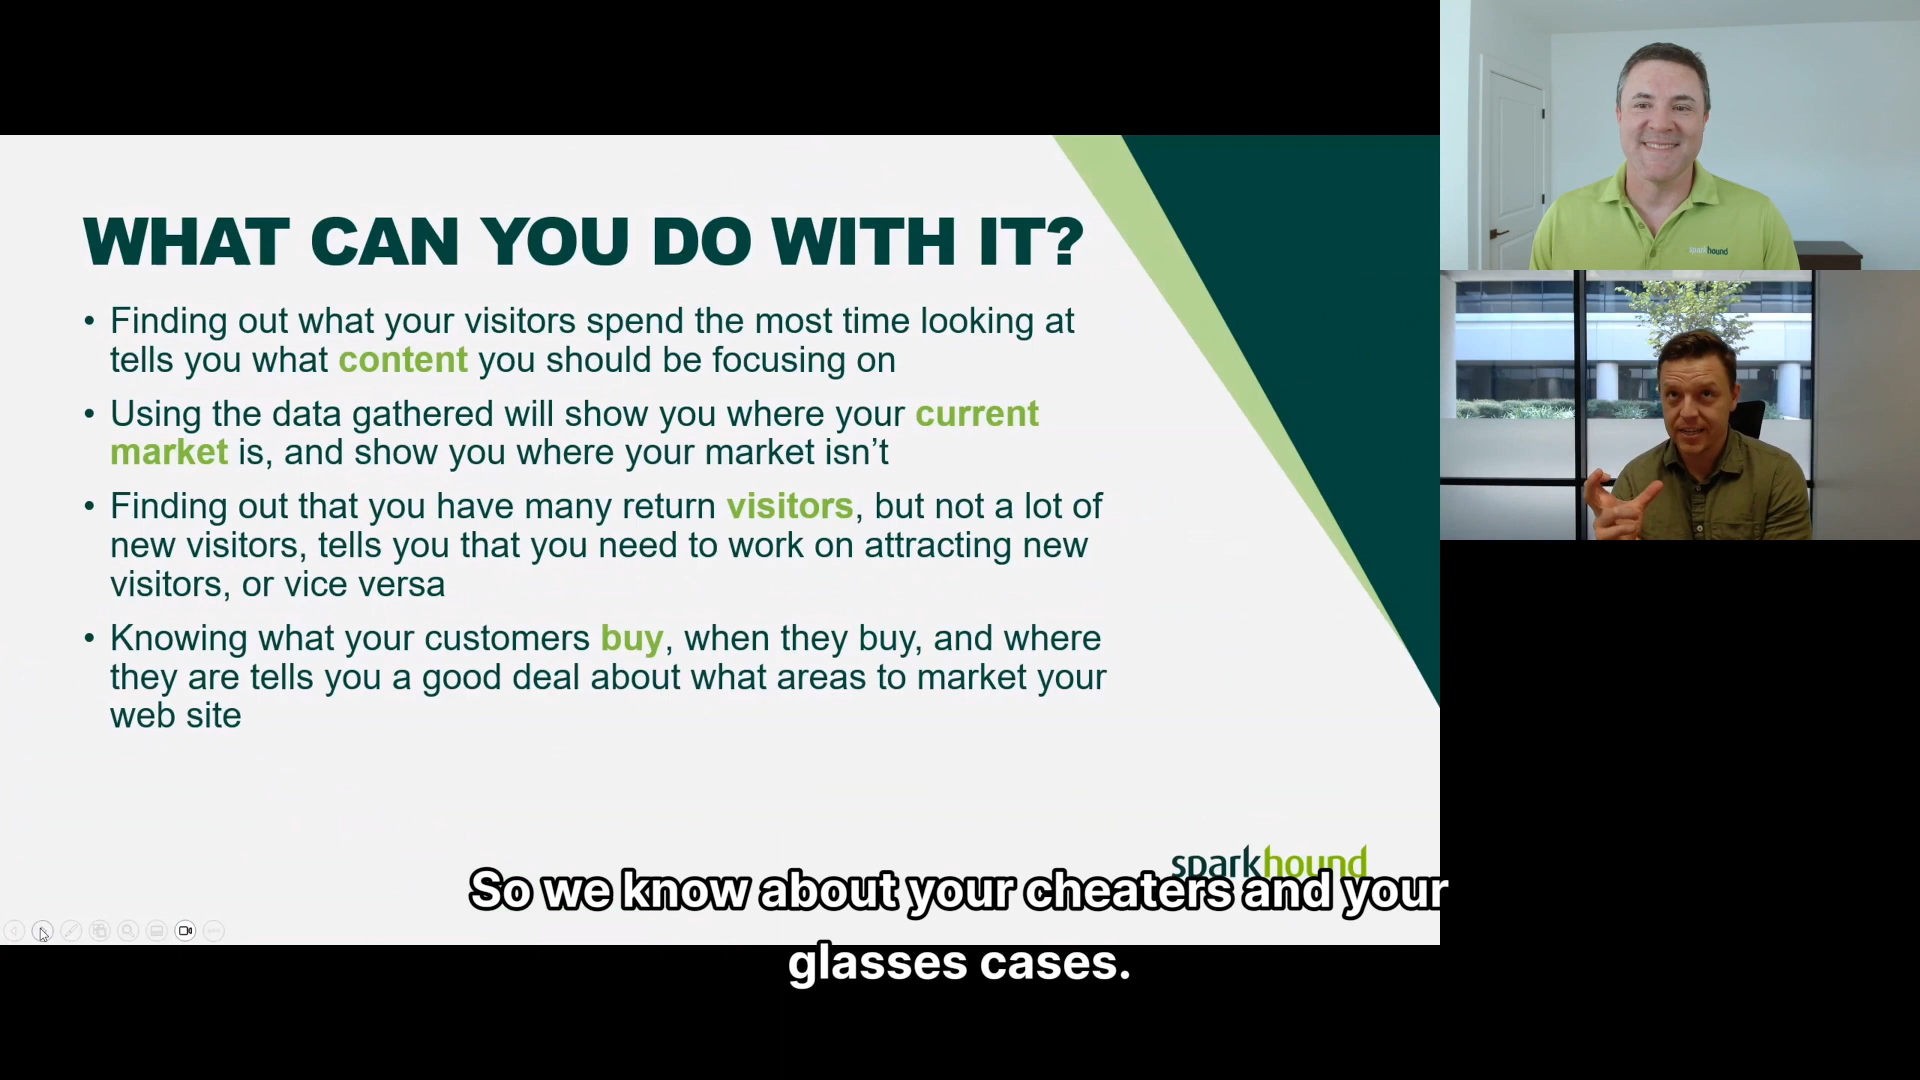 WHAT CAN YOU DO WITH IT?
• Finding out what your visitors spend the most time looking at
tells you what content you should be focusing on
• Using the data gathered will show you where your current
market is, and show you where your market isn’t
• Finding out that you have many return visitors, but not a lot of
new visitors, tells you that you need to work on attracting new
visitors, or vice versa
• Knowing what your customers buy, when they buy, and where
they are tells you a good deal about what areas to market your
web site
sparkhound
So we know about your cheaters and your
glasses cases.
sparkhound